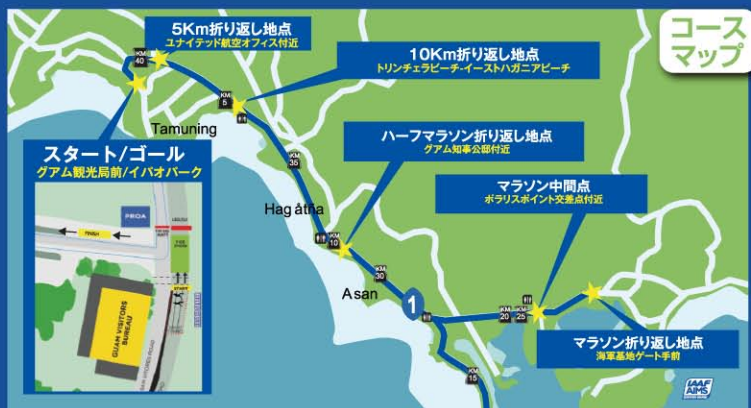 コース
マップ
5Km折り返し地点
ユナイテッド航空オフィス付近
10Km折り返し地点
トリンチェラビーチ-イーストハガニアビーチ
KM
40
KM
5
Tamuning
ハーフマラソン折り返し地点
グアム知事公邸付近
スタート/ゴール
グアム観光局前/イパオパーク
KM
35
マラソン中間点
ポラリスポイント交差点付近
PROA
FINISH
Hagåtña
KM
10
KM
30
Asan
1
START
GUAM VISITORS
BUREAU
KM
20
KM
25
マラソン折り返し地点
海軍基地ゲート手前
KM
15
IAAF
AIMS